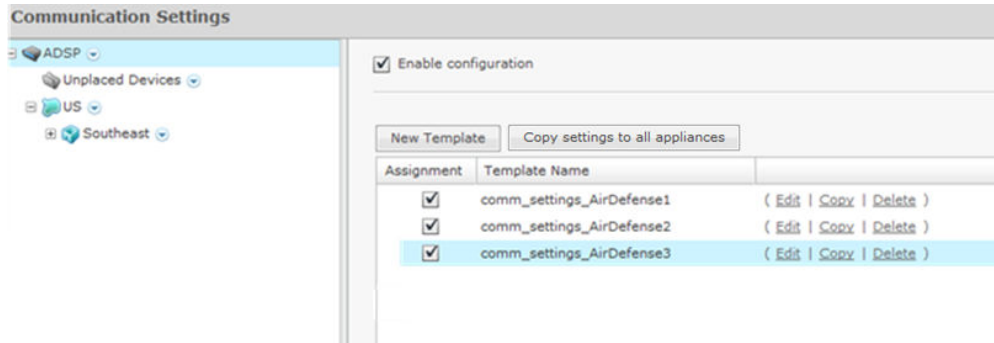 Communication Settings
ADSP
Unplaced Devices
US
Southeast
Enable configuration
New Template Copy settings to all appliances
Assignment Template Name
comm_settings_AirDefense1 ( Edit | Copy | Delete )
comm_settings_AirDefense2 ( Edit | Copy | Delete )
comm_settings_AirDefense3 ( Edit | Copy | Delete )